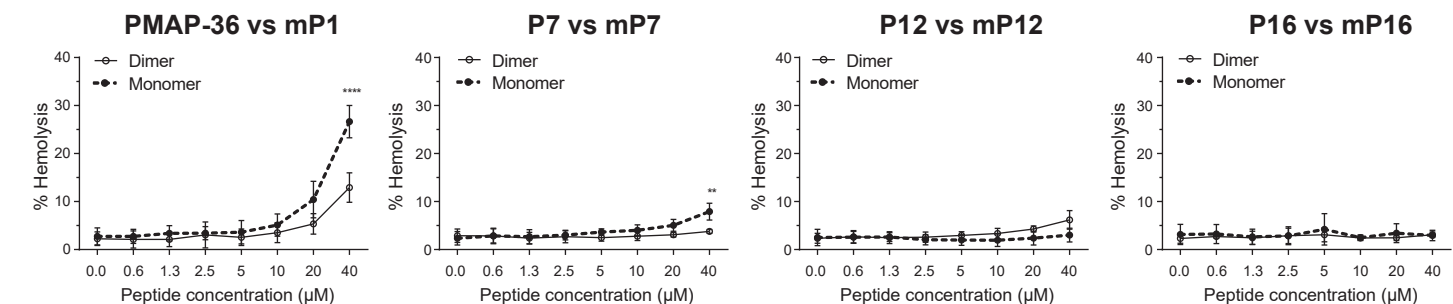 PMAP-36 vs mP1
Dimer
Monomer
****
% Hemolysis
40
30
20
10
0
0.0 0.6 1.3 2.5 5 10 20 40
Peptide concentration (µM)
P7 vs mP7
Dimer
Monomer
**
% Hemolysis
40
30
20
10
0
0.0 0.6 1.3 2.5 5 10 20 40
Peptide concentration (µM)
P12 vs mP12
Dimer
Monomer
% Hemolysis
40
30
20
10
0
0.0 0.6 1.3 2.5 5 10 20 40
Peptide concentration (µM)
P16 vs mP16
Dimer
Monomer
% Hemolysis
40
30
20
10
0
0.0 0.6 1.3 2.5 5 10 20 40
Peptide concentration (µM)